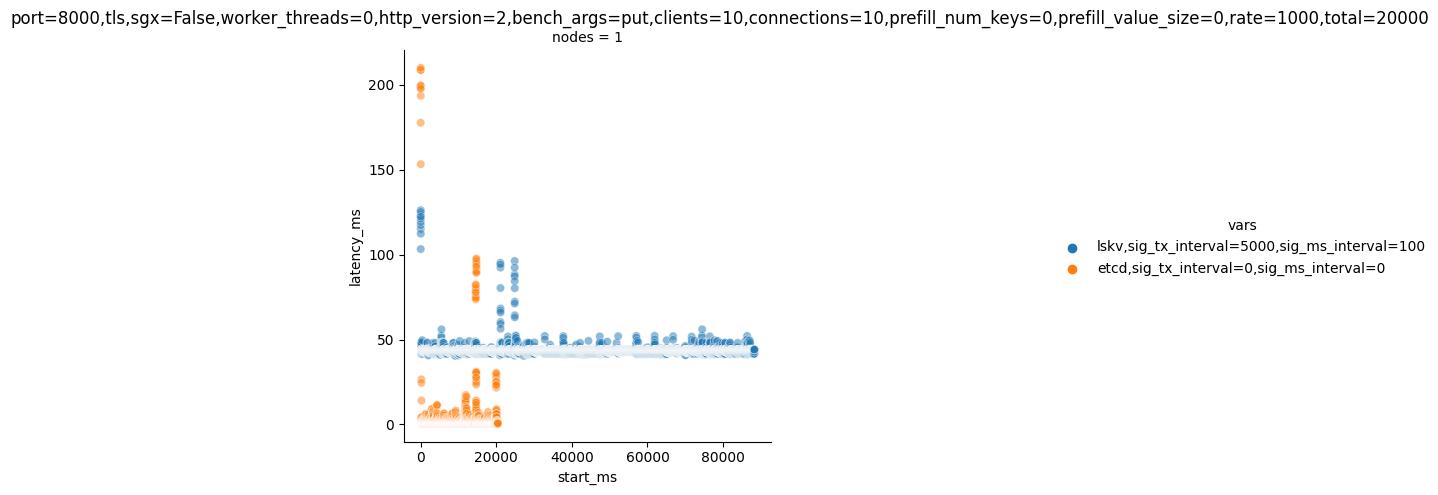 port=8000,tls,sgx=False,worker_threads=0,http_version=2,bench_args=put,clients=10,connections=10,prefill_num_keys=0,prefill_value_size=0,rate=1000,total=20000
nodes = 1
200
150
100
50
0
latency_ms
0
20000
40000
60000
80000
start_ms
vars
lskv,sig_tx_interval=5000,sig_ms_interval=100
etcd,sig_tx_interval=0,sig_ms_interval=0